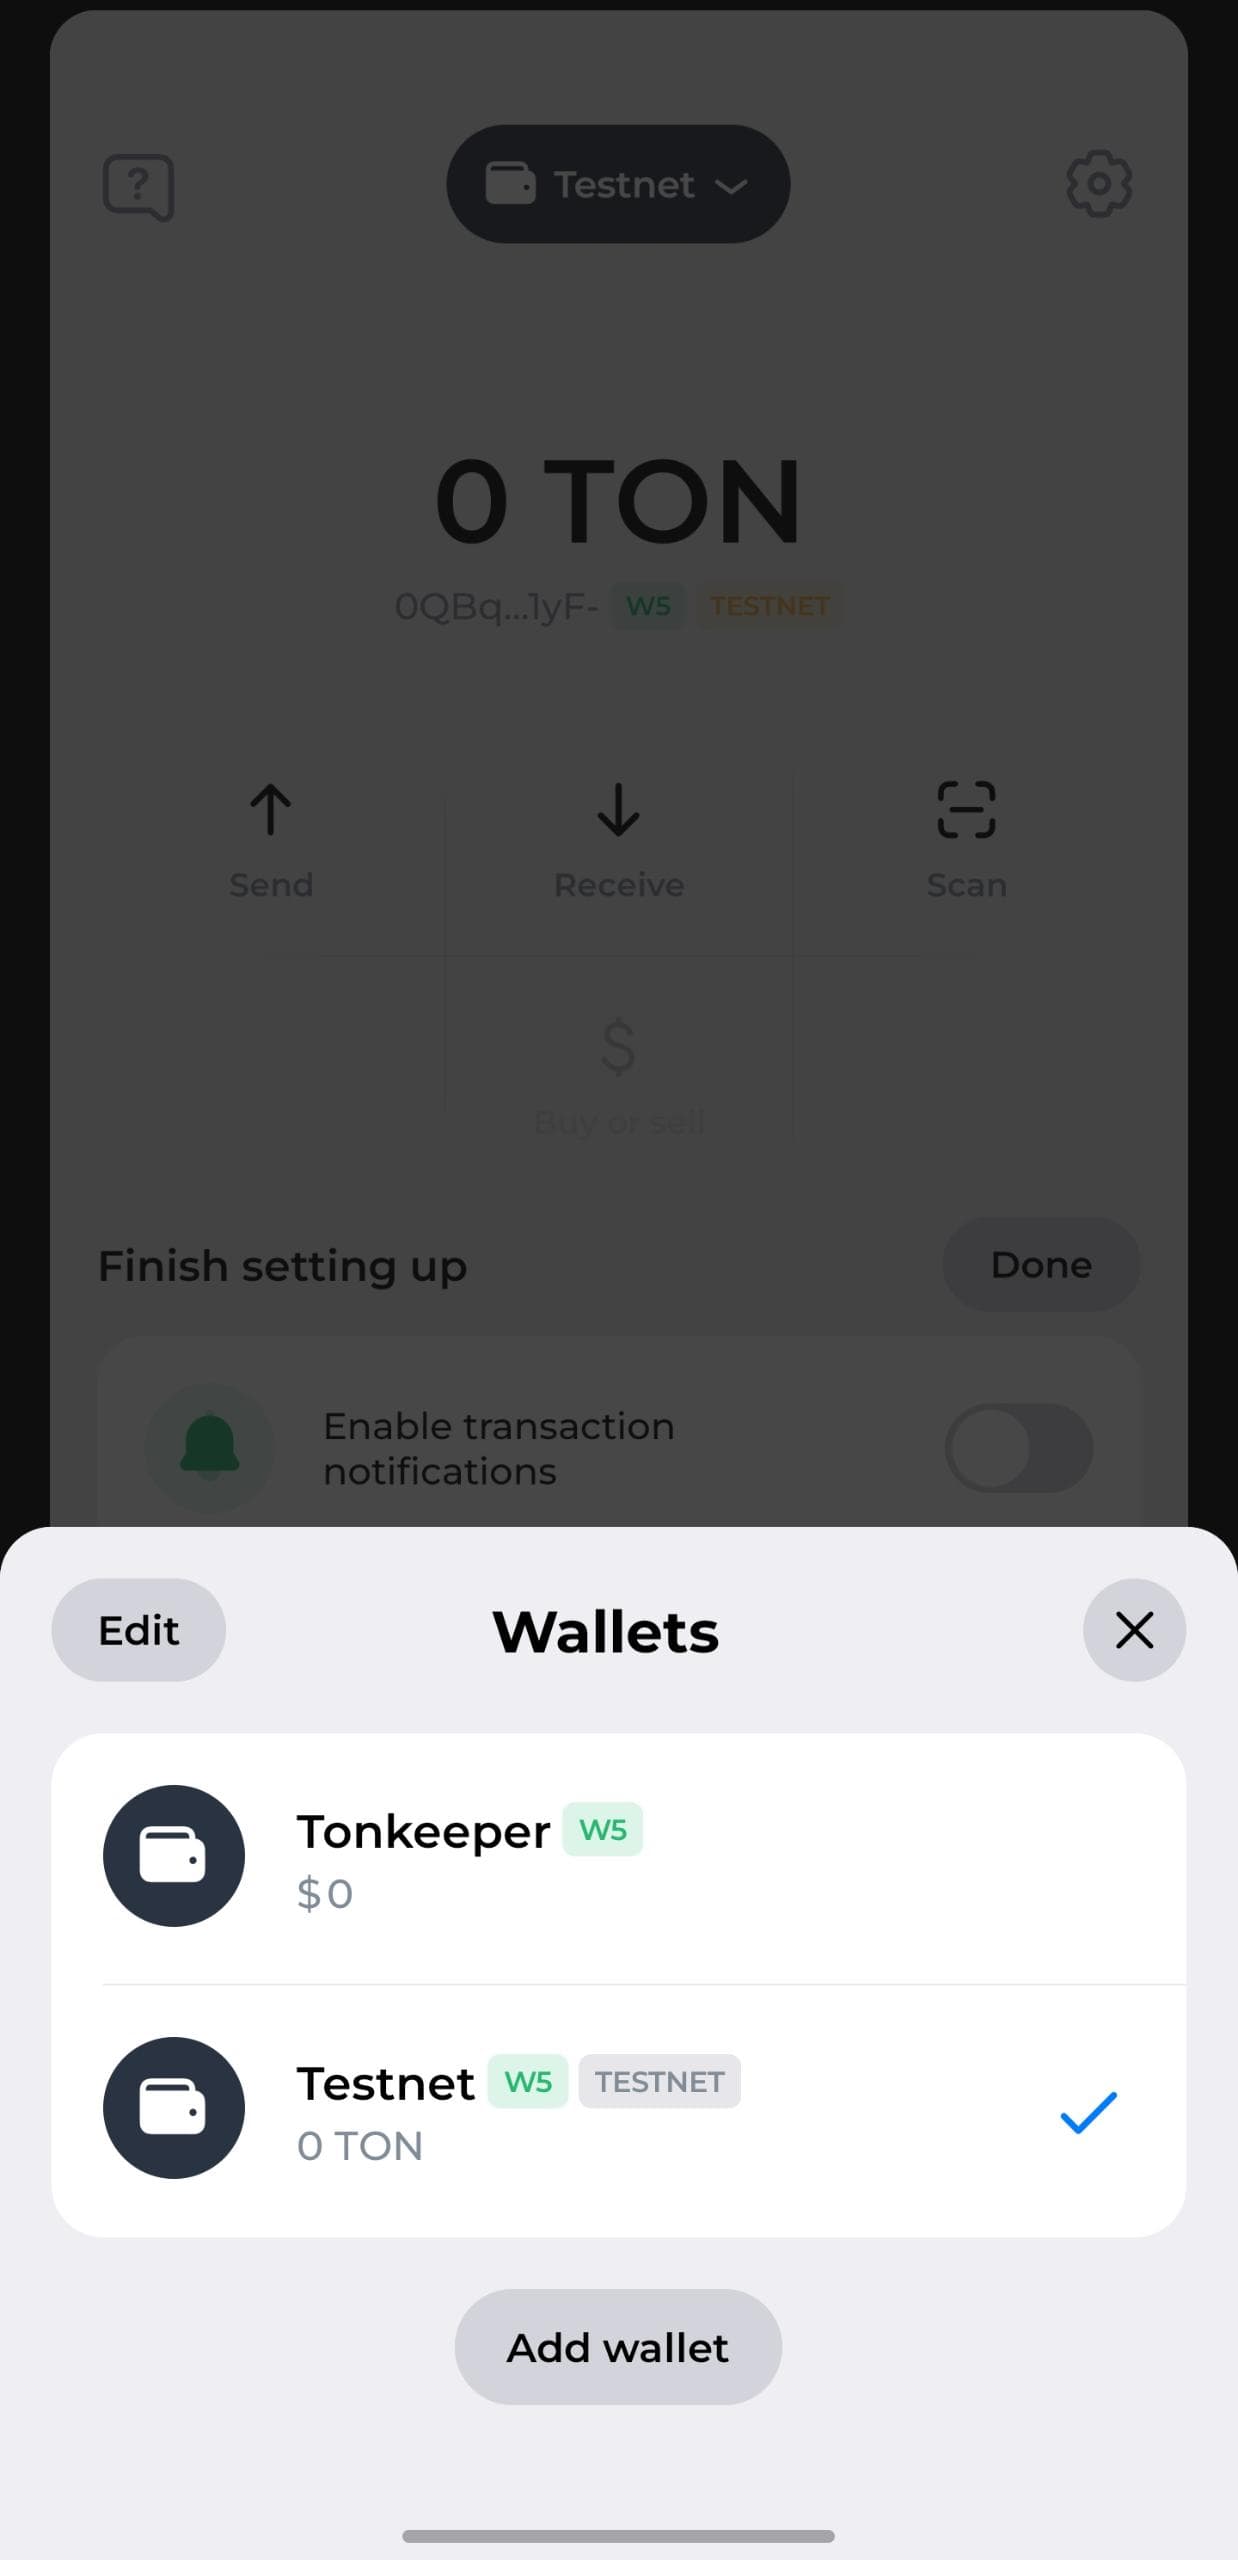 Testnet
0 TON
0QBq...1yF- W5 TESTNET
Send Receive Scan
$
Buy or sell
Finish setting up Done
Enable transaction
notifications
Edit Wallets
Tonkeeper W5
$0
Testnet W5 TESTNET
0 TON
Add wallet